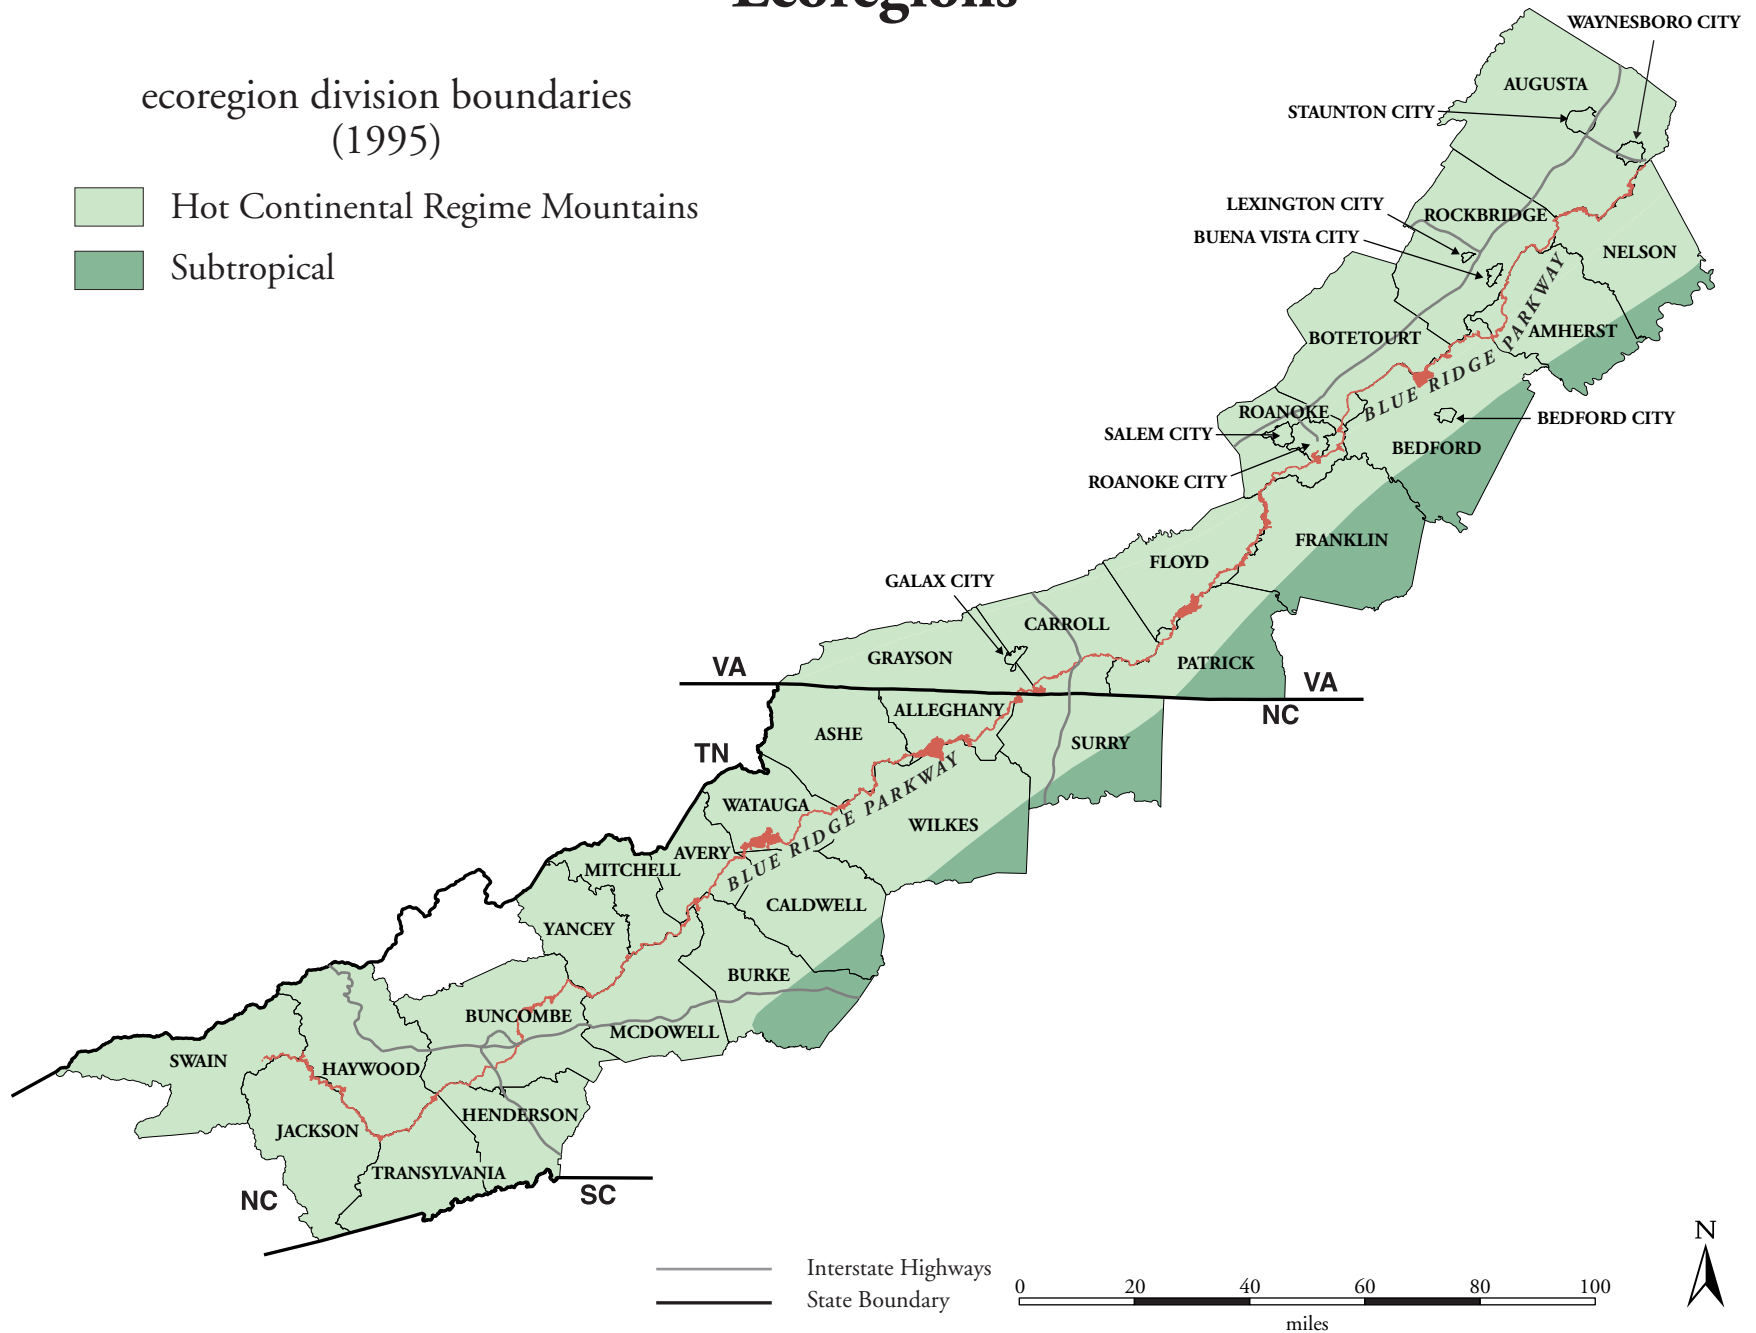 Ecoregions
ecoregion division boundaries
(1995)
Hot Continental Regime Mountains
Subtropical
WAYNESBORO CITY
AUGUSTA
STAUNTON CITY
LEXINGTON CITY
ROCKBRIDGE
BUENA VISTA CITY
NELSON
BOTETOURT
AMHERST
BLUE RIDGE PARKWAY
ROANOKE
SALEM CITY
BEDFORD CITY
BEDFORD
ROANOKE CITY
FRANKLIN
FLOYD
GALAX CITY
CARROLL
GRAYSON
PATRICK
VA
VA
NC
ALLEGHANY
ASHE
SURRY
TN
BLUE RIDGE PARKWAY
WATAUGA
WILKES
AVERY
MITCHELL
CALDWELL
YANCEY
BURKE
BUNCOMBE
MCDOWELL
SWAIN
HAYWOOD
HENDERSON
JACKSON
TRANSYLVANIA
NC
SC
N
Interstate Highways
State Boundary
0 20 40 60 80 100
miles